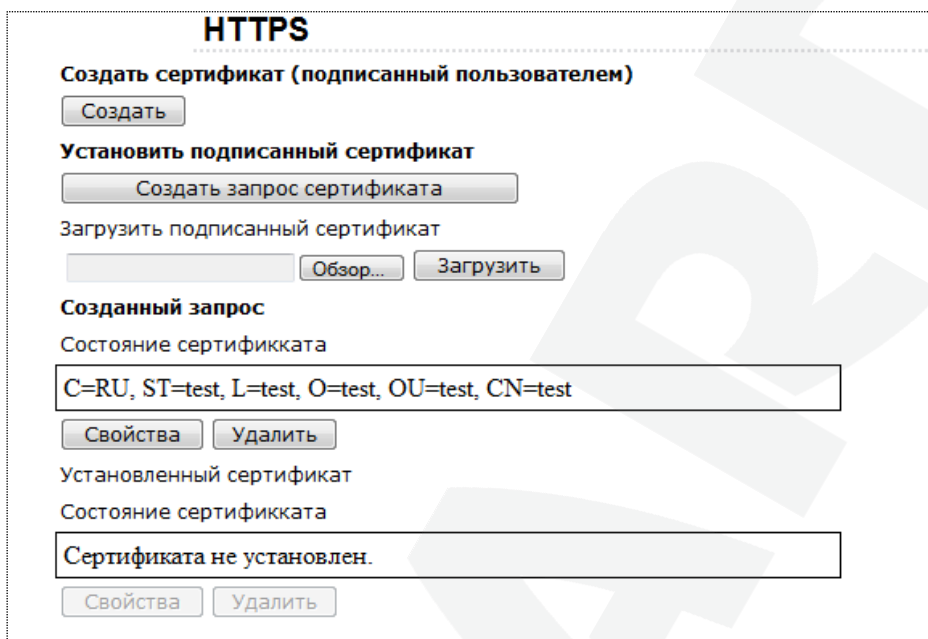 HTTPS
Создать сертификат (подписанный пользователем)
Создать
Установить подписанный сертификат
Создать запрос сертификата
Загрузить подписанный сертификат
Обзор... Загрузить
Созданный запрос
Состояние сертификката
C=RU, ST=test, L=test, O=test, OU=test, CN=test
Свойства Удалить
Установленный сертификат
Состояние сертификката
Сертификата не установлен.
Свойства Удалить